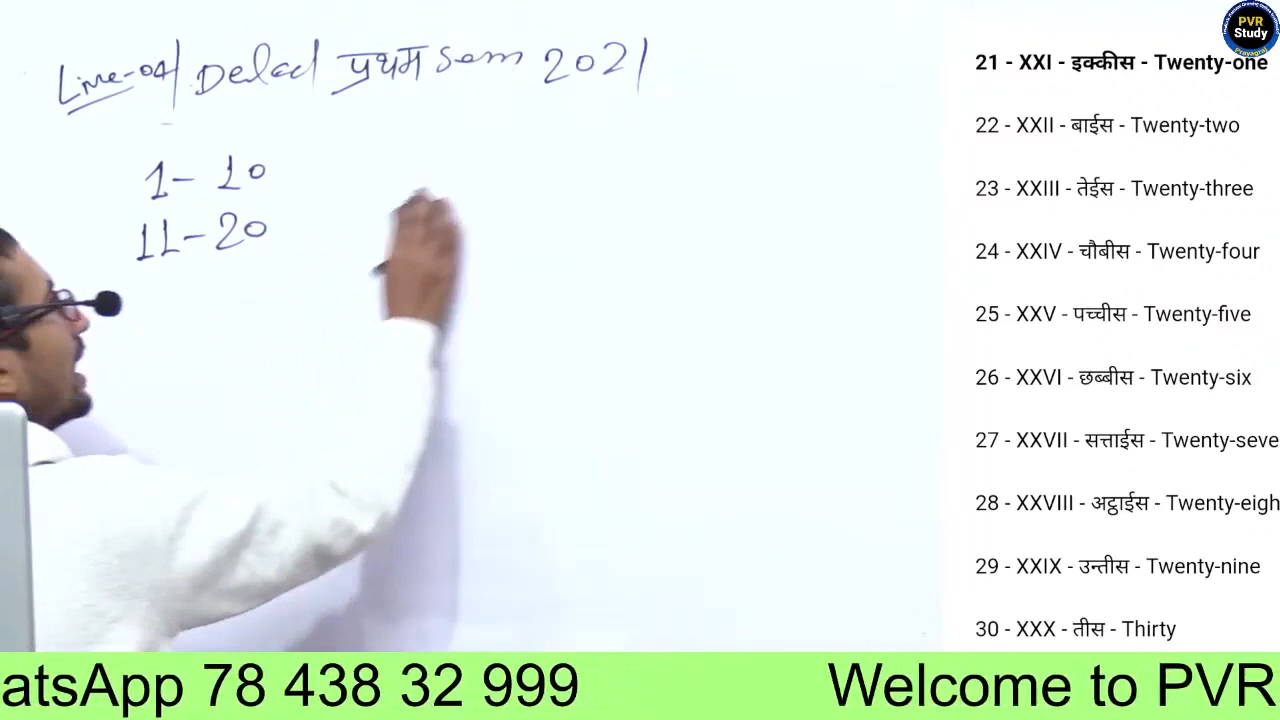 Live-04 Deled प्रथम Sem 2021
1- 10
11-20
PVR
Study
Prayagraj
21 - XXI - इक्कीस - Twenty-one
22 - XXII - बाईस - Twenty-two
23 - XXIII - तेईस - Twenty-three
24 - XXIV - चौबीस - Twenty-four
25 - XXV - पच्चीस - Twenty-five
26 - XXVI - छब्बीस - Twenty-six
27 - XXVII - सत्ताईस - Twenty-seve
28 - XXVIII - अट्ठाईस - Twenty-eigh
29 - XXIX - उन्तीस - Twenty-nine
30 - XXX - तीस - Thirty
atsApp 78 438 32 999 Welcome to PVR